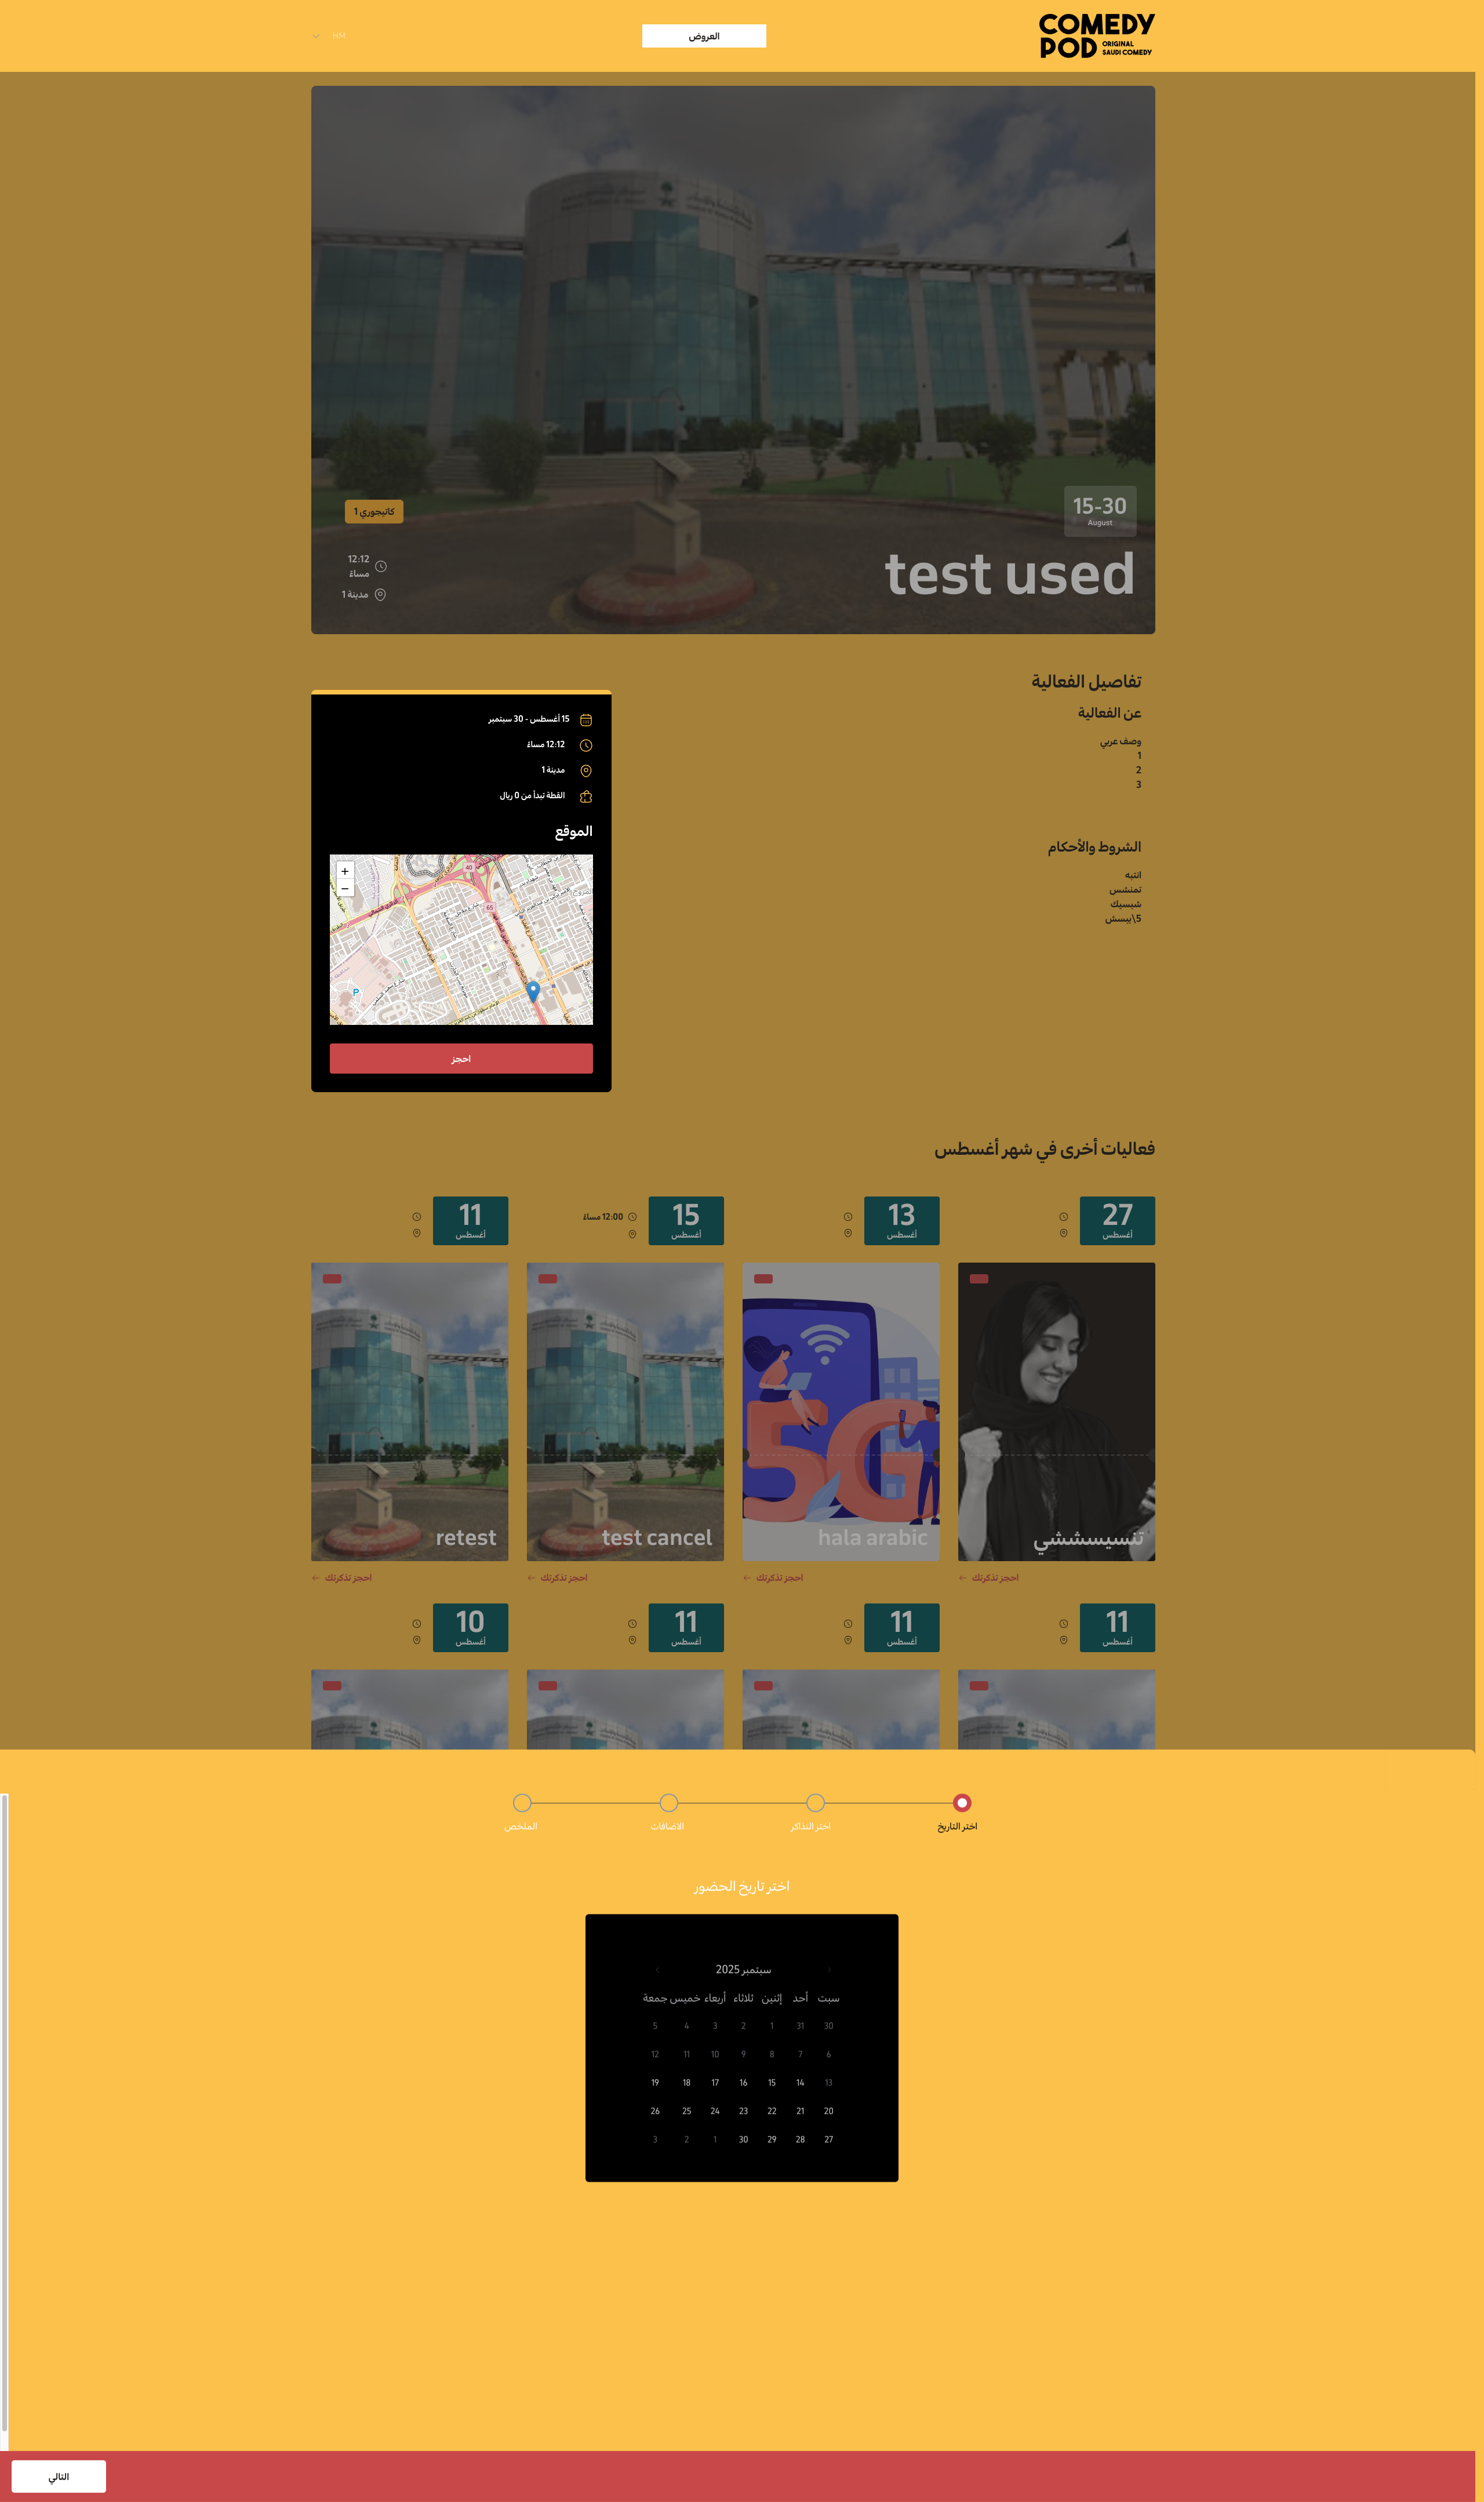 COMEDY
POD ORIGINAL
SAUDI COMEDY
العروض
HM
15-30
August
test used
كاتيجوري 1
12:12
مساءً
مدينة 1
تفاصيل الفعالية
عن الفعالية
وصف عربي
1
2
3
الشروط والأحكام
انتبه
تمنشس
شيسيك
5\يبسش
15 أغسطس - 30 سبتمبر
12:12 مساءً
مدينة 1
القطة تبدأ من 0 ريال
الموقع
+
−
40
65
P
احجز
فعاليات أخرى في شهر أغسطس
27
أغسطس
13
أغسطس
15
أغسطس
12:00 مساءً
11
أغسطس
تنسيسششي
hala arabic
test cancel
retest
احجز تذكرتك
احجز تذكرتك
احجز تذكرتك
احجز تذكرتك
11
أغسطس
11
أغسطس
11
أغسطس
10
أغسطس
اختر التاريخ
اختر التذاكر
الاضافات
الملخص
اختر تاريخ الحضور
سبتمبر 2025
سبت أحد إثنين ثلاثاء أربعاء خميس جمعة
30 31 1 2 3 4 5
6 7 8 9 10 11 12
13 14 15 16 17 18 19
20 21 22 23 24 25 26
27 28 29 30 1 2 3
التالي